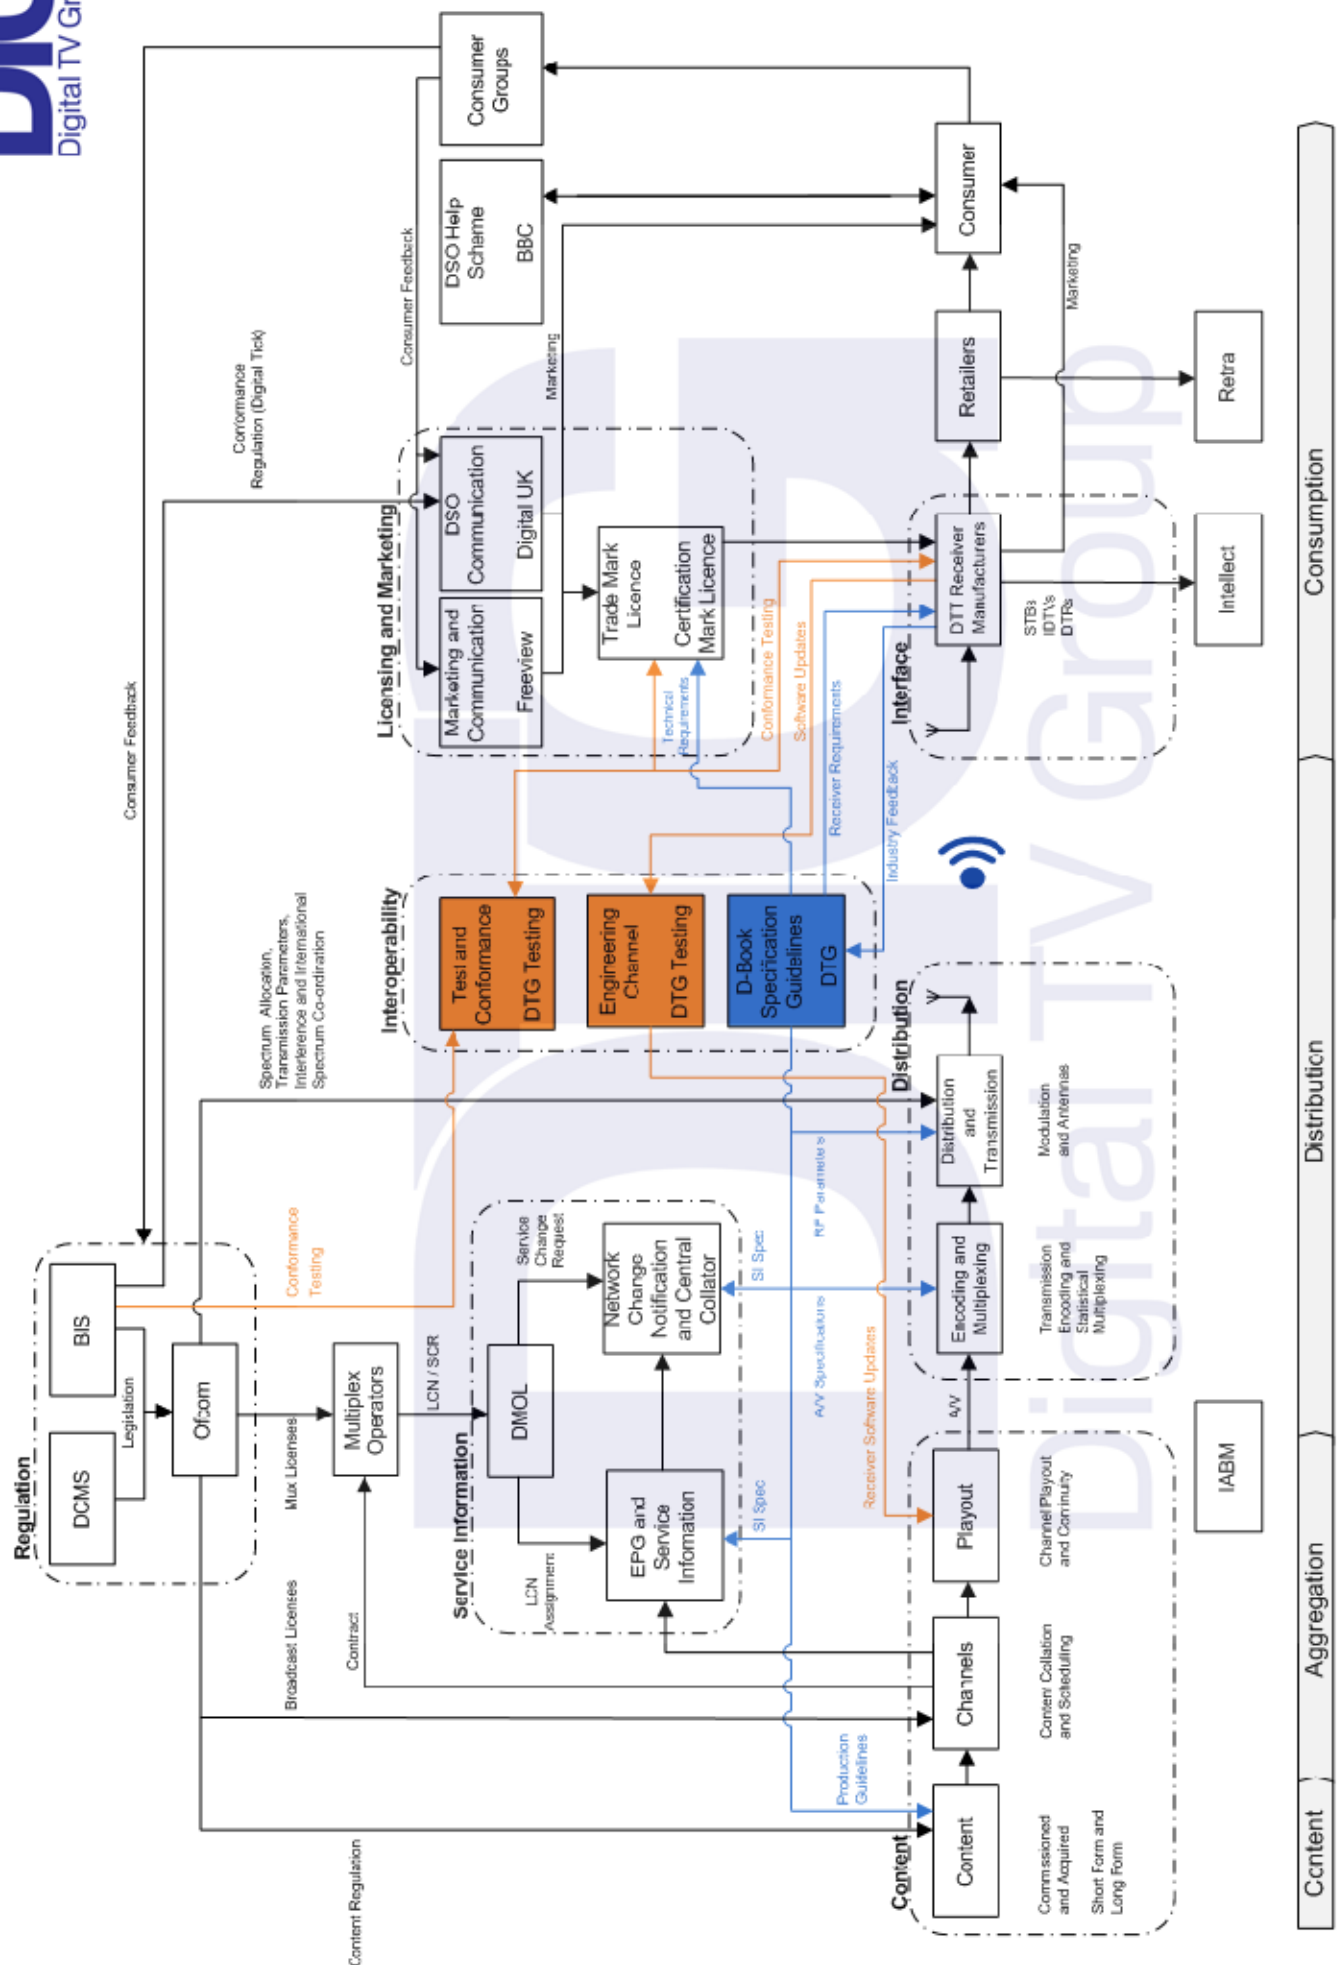 Digital TV Gr
Regulation
DCMS
BIS
Legislation
Ofcom
Conformance
Testing
Consumer Feedback
Conformance
Regulation (Digital Tick)
Consumer Feedback
Spectrum Allocation,
Transmission Parameters,
Interference and International
Spectrum Co-ordination
Content Regulation
Broadcast Licenses
Mux Licenses
Contract
Multiplex
Operators
LCN / SCR
Service Information
DMOL
LCN
Assignment
Service
Change
Request
EPG and
Service
Infomation
Network
Change
Notification
and Central
Collator
SI Spec
SI Spec
A/V Specifications
RF Parameters
Receiver Software Updates
Production
Guidelines
Interoperability
Test and
Conformance
DTG Testing
Engineering
Channel
DTG Testing
D-Book
Specification
Guidelines
DTG
Licensing and Marketing
Marketing and
Communication
Freeview
DSO
Communication
Digital UK
Trade Mark
Licence
Certification
Mark Licence
Technical
Requirements
Marketing
DSO Help
Scheme
BBC
Consumer
Groups
Conformance Testing
Software Updates
Receiver Requirements
Industry Feedback
Content
Content
Channels
Playout
A/V
Commissioned
and Acquired
Short Form and
Long Form
Content Collation
and Scheduling
Channel Playout
and Continuity
Distribution
Encoding and
Multiplexing
Distribution
and
Transmission
Transmission
Encoding and
Statistical
Multiplexing
Modulation
and Antennas
Interface
DTT Receiver
Manufacturers
STBs
IDTVs
DTRs
Retailers
Consumer
Marketing
IABM
Intellect
Retra
Digital TV Group
Content
Aggregation
Distribution
Consumption